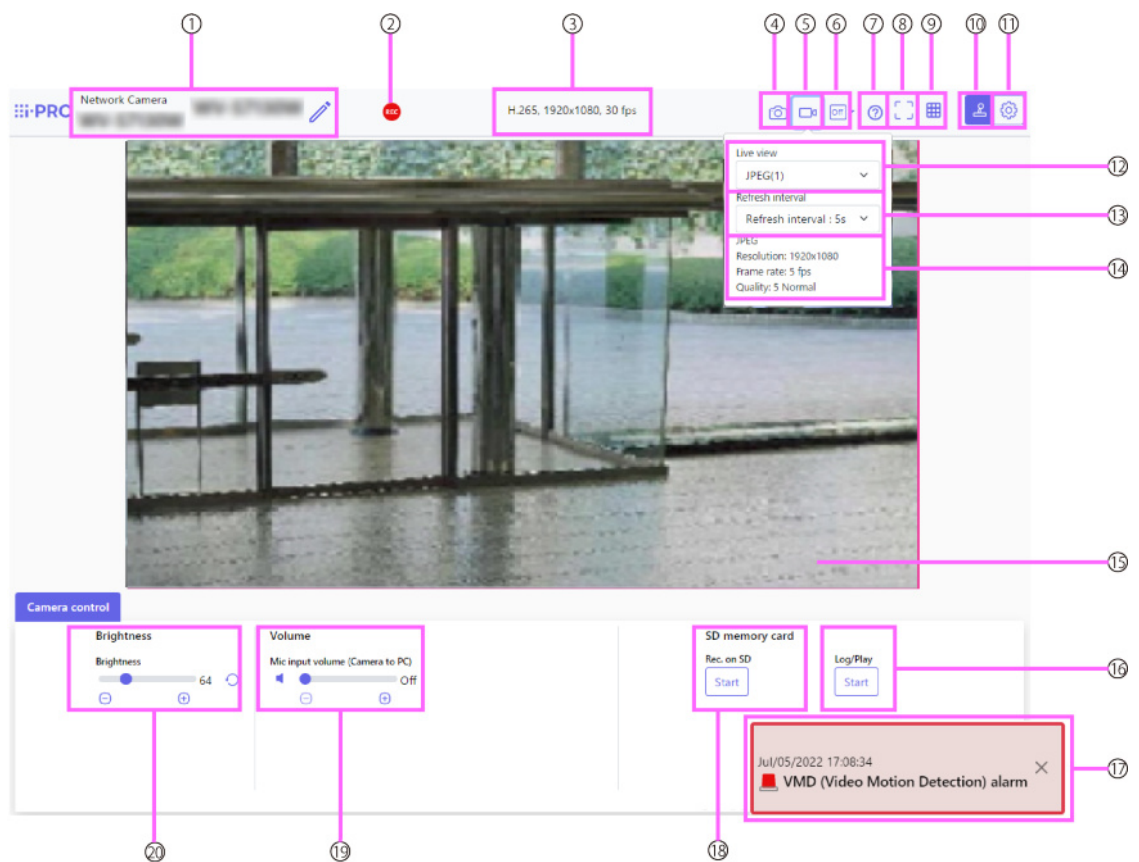 ① ② ③ ④ ⑤ ⑥ ⑦ ⑧ ⑨ ⑩ ⑪
i-PRO
Network Camera
REC
H.265, 1920x1080, 30 fps
Off
Live view
JPEG(1)
⑫
Refresh interval
Refresh interval : 5s
⑬
JPEG
Resolution: 1920x1080
Frame rate: 5 fps
Quality: 5 Normal
⑭
⑮
Camera control
Brightness
Brightness
64
Volume
Mic input volume (Camera to PC)
Off
SD memory card
Rec. on SD
Start
Log/Play
Start
⑯
Jul/05/2022 17:08:34
VMD (Video Motion Detection) alarm
⑰
⑳ ⑲ ⑱